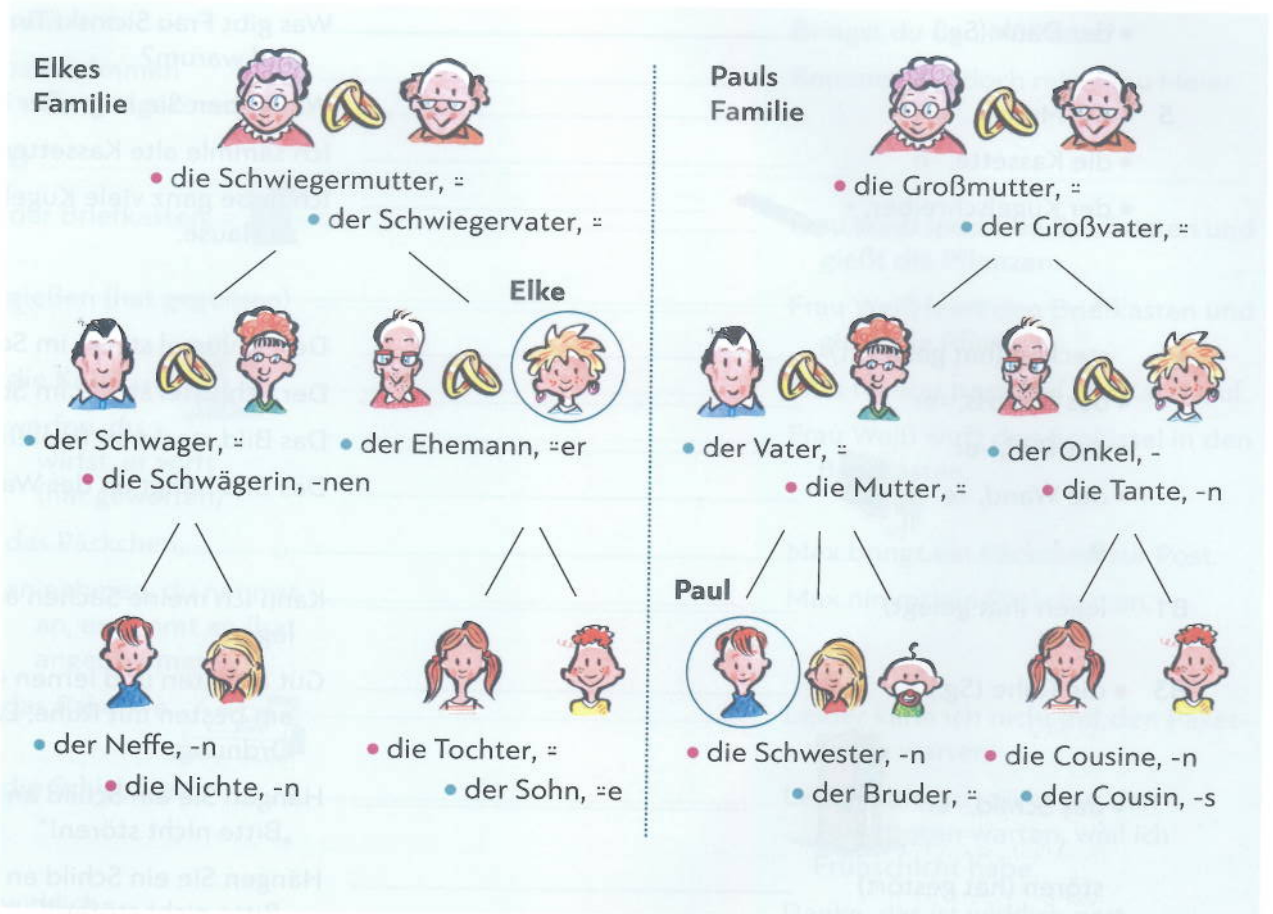 Elkes
Familie
die Schwiegermutter, ⸚
der Schwiegervater, ⸚
Elke
der Schwager, ⸚
die Schwägerin, -nen
der Ehemann, ⸚er
der Neffe, -n
die Nichte, -n
die Tochter, ⸚
der Sohn, ⸚e
Pauls
Familie
die Großmutter, ⸚
der Großvater, ⸚
der Vater, ⸚
die Mutter, ⸚
der Onkel, -
die Tante, -n
Paul
die Schwester, -n
der Bruder, ⸚
die Cousine, -n
der Cousin, -s